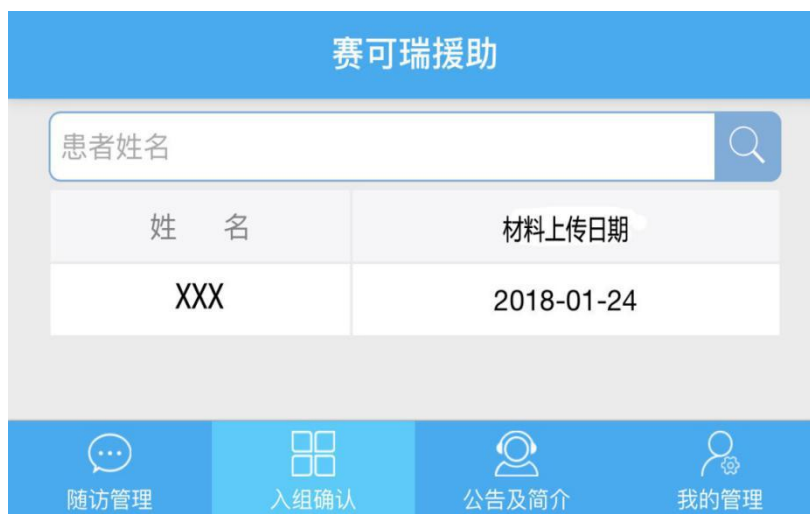 赛可瑞援助
患者姓名
姓 名 材料上传日期
XXX 2018-01-24
随访管理 入组确认 公告及简介 我的管理